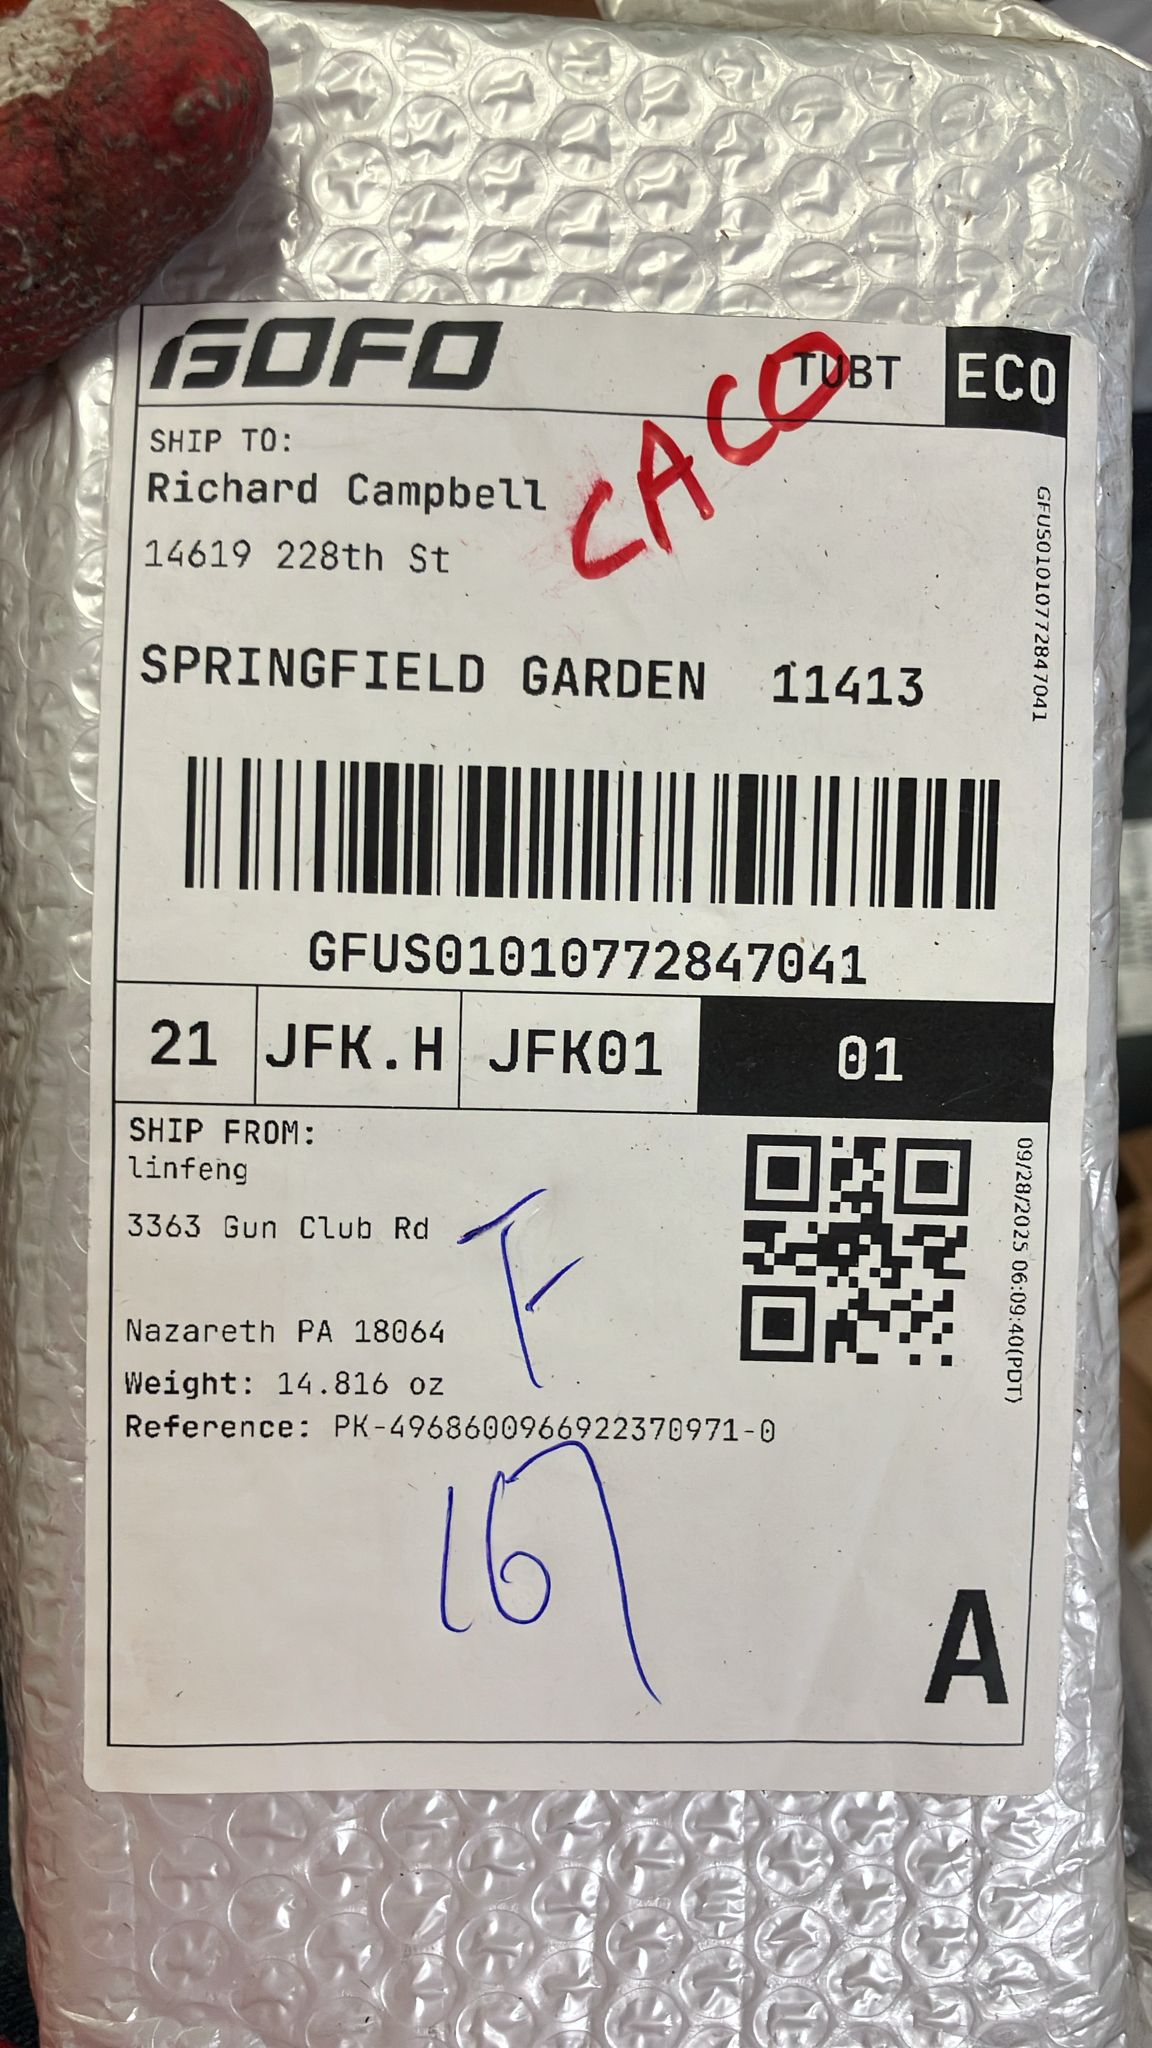 GOFO TUBT ECO
CACO
SHIP TO:
Richard Campbell
14619 228th St
GFUS01010772847041
SPRINGFIELD GARDEN 11413
GFUS01010772847041
21 JFK.H JFK01 01
SHIP FROM:
linfeng
3363 Gun Club Rd
F
Nazareth PA 18064
Weight: 14.816 oz
Reference: PK-4968600966922370971-0
09/28/2025 06:09:40(PDT)
167
A